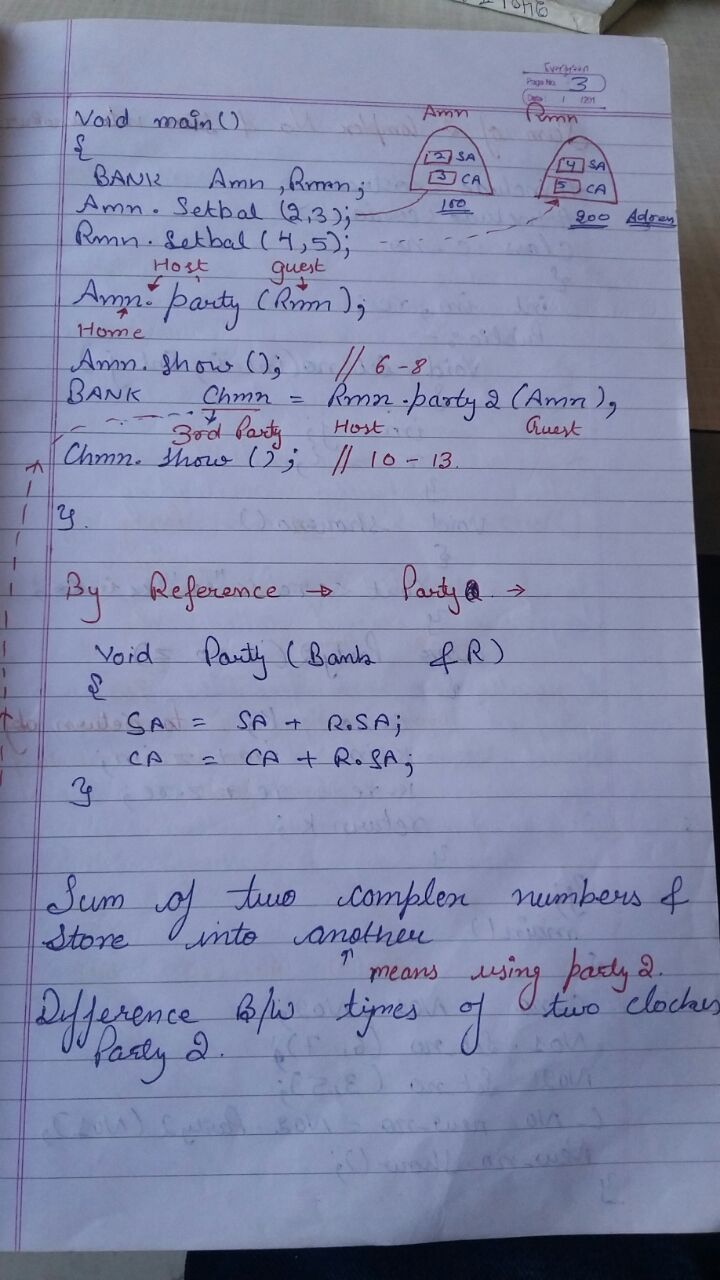 Evergreen
Page No. 3
Date: / /201
Void main()
{
BANK Amn, Rmn;
Amn. Setbal (2,3);
Rmn. Setbal (4,5);
Amn
2 SA
3 CA
100
Rmn
4 SA
5 CA
200
Host guest
Amn. party (Rmn);
Home
Amn. show (); // 6-8
BANK Chmn = Rmn.party 2 (Amn);
3rd Party Host Guest
Chmn. show (); // 10-13.
}.
By Reference → Party →
Void Party (Bank & R)
{
SA = SA + R.SA;
CA = CA + R.SA;
}
Sum of two complex numbers &
store into another
↑ means using party 2.
Difference B/W times of two clockes
Party 2.